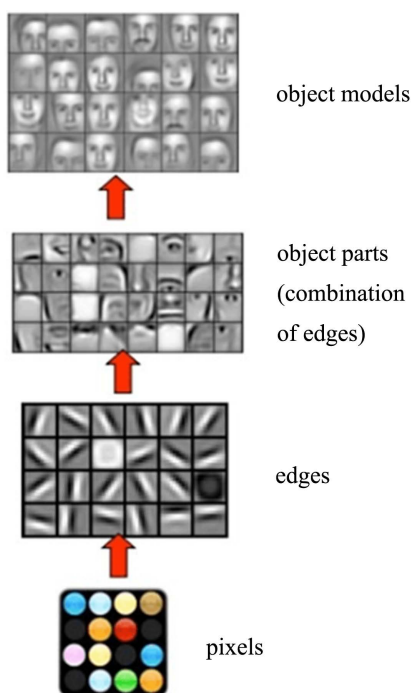 object models
object parts
(combination
of edges)
edges
pixels